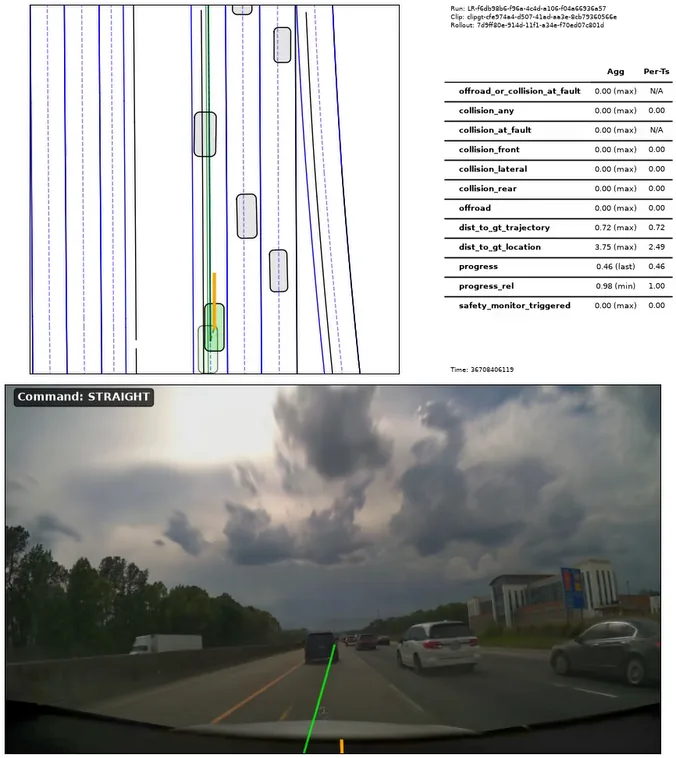 Run: LR-f6db98b6-f96a-4c4d-a106-f04a66936a57
Clip: clipgt-cfe974a4-d507-41ad-aa3e-8cb79360566e
Rollout: 7d9ff80e-914d-11f1-a34e-f70ed07c801d
Agg Per-Ts
offroad_or_collision_at_fault 0.00 (max) N/A
collision_any 0.00 (max) 0.00
collision_at_fault 0.00 (max) N/A
collision_front 0.00 (max) 0.00
collision_lateral 0.00 (max) 0.00
collision_rear 0.00 (max) 0.00
offroad 0.00 (max) 0.00
dist_to_gt_trajectory 0.72 (max) 0.72
dist_to_gt_location 3.75 (max) 2.49
progress 0.46 (last) 0.46
progress_rel 0.98 (min) 1.00
safety_monitor_triggered 0.00 (max) 0.00
Time: 36708406119
Command: STRAIGHT